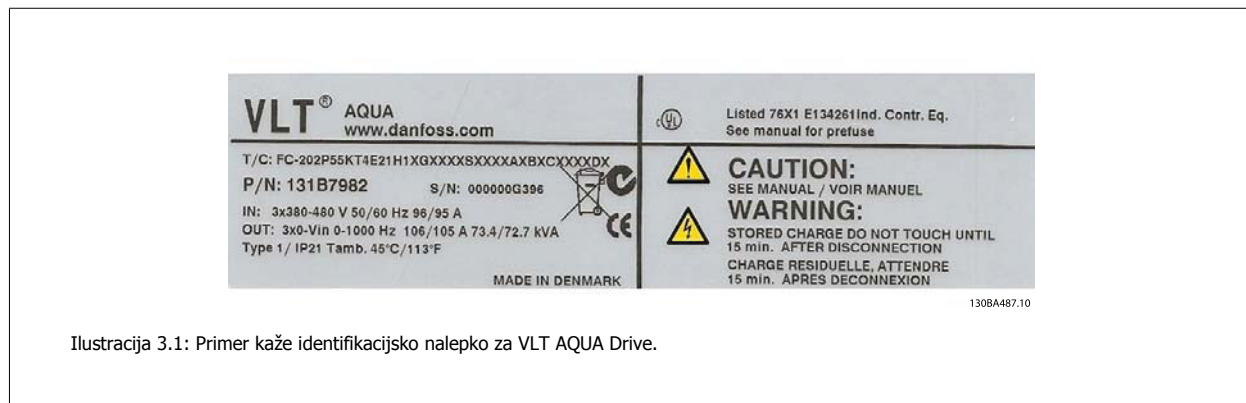 VLT® AQUA
www.danfoss.com
T/C: FC-202P55KT4E21H1XGXXXXSXXXXAXBXCXXXXDX
P/N: 131B7982 S/N: 000000G396
IN: 3x380-480 V 50/60 Hz 96/95 A
OUT: 3x0-Vin 0-1000 Hz 106/105 A 73.4/72.7 kVA
Type 1/ IP21 Tamb. 45°C/113°F
MADE IN DENMARK
CE
c UL
Listed 76X1 E134261Ind. Contr. Eq.
See manual for prefuse
CAUTION:
SEE MANUAL / VOIR MANUEL
WARNING:
STORED CHARGE DO NOT TOUCH UNTIL
15 min. AFTER DISCONNECTION
CHARGE RESIDUELLE, ATTENDRE
15 min. APRES DECONNEXION
130BA487.10
Ilustracija 3.1: Primer kaže identifikacijsko nalepko za VLT AQUA Drive.